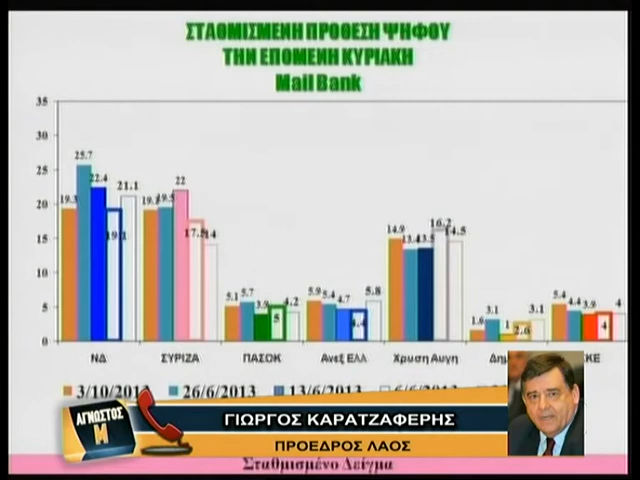 ΣΤΑΘΜΙΣΜΕΝΗ ΠΡΟΘΕΣΗ ΨΗΦΟΥ
ΤΗΝ ΕΠΟΜΕΝΗ ΚΥΡΙΑΚΗ
Mail Bank
35
30
25
20
15
10
5
0
19.3 25.7 22.4 19.1 21.1
19.5 22 14
5.1 5.7 3.9 5 4.2
5.9 5.4 4.7 4.4 5.8
14.9 13.4 13.5 16.2 14.5
1.6 3.1 1 2.6 3.1
5.4 4.4 3.9 4 4
ΝΔ ΣΥΡΙΖΑ ΠΑΣΟΚ Ανεξ ΕΛΛ Χρυση Αυγη
26/6/2013 13/6/2013
ΑΓΝΩΣΤΟΣ
ΓΙΩΡΓΟΣ ΚΑΡΑΤΖΑΦΕΡΗΣ
ΠΡΟΕΔΡΟΣ ΛΑΟΣ
Σταθμισμένο Δείγμα